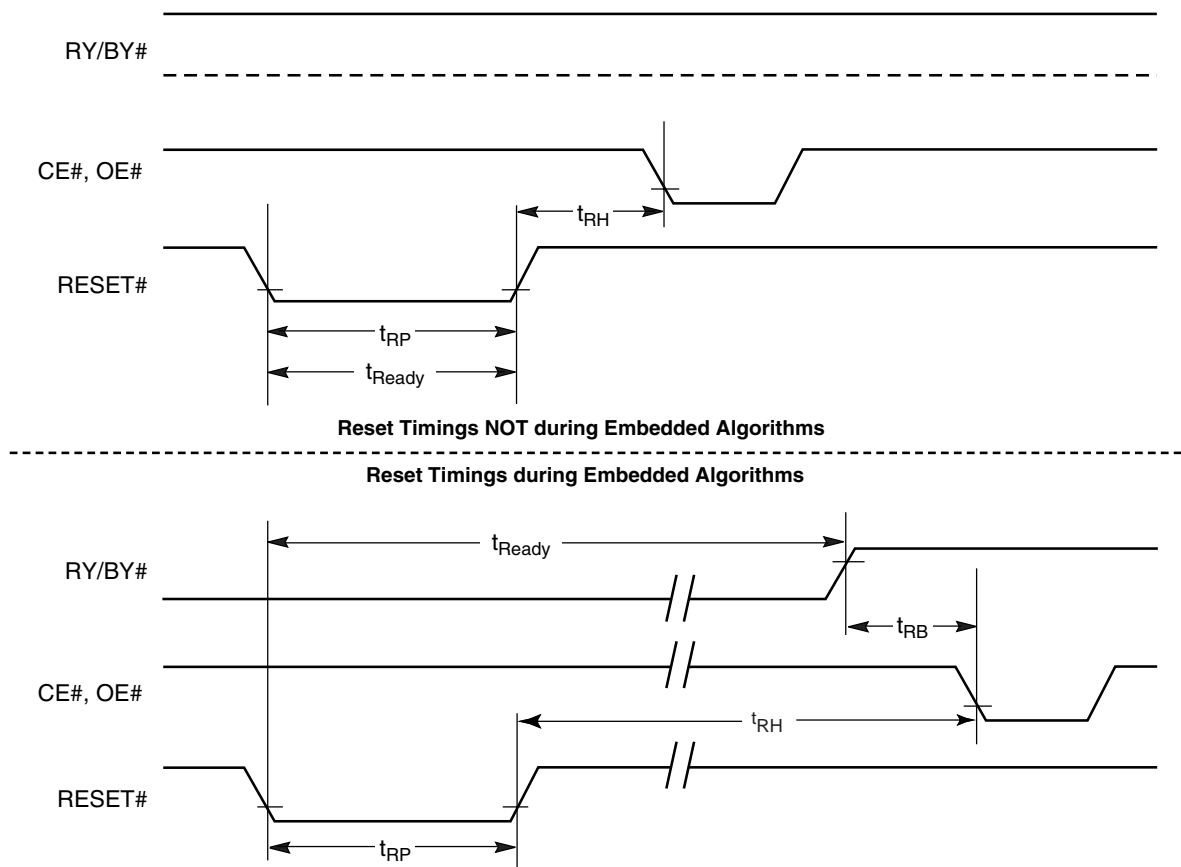 RY/BY#
CE#, OE#
tRH
RESET#
tRP
tReady
Reset Timings NOT during Embedded Algorithms
Reset Timings during Embedded Algorithms
tReady
RY/BY#
tRB
CE#, OE#
tRH
RESET#
tRP